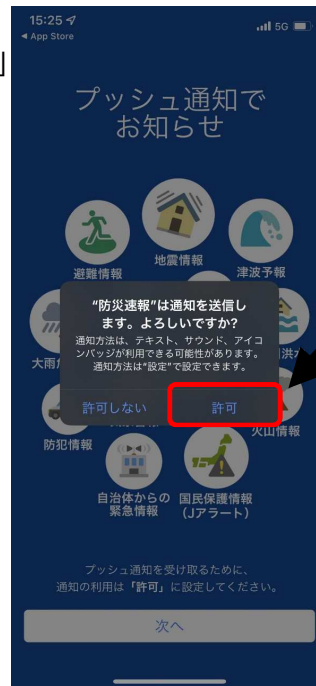 」
15:25
◀ App Store
5G
プッシュ通知で
お知らせ
地震情報
避難情報
津波予報
"防災速報"は通知を送信し
ます。よろしいですか?
通知方法は、テキスト、サウンド、アイコ
ンバッジが利用できる可能性があります。
通知方法は"設定"で設定できます。
大雨
洪水
許可しない
許可
防犯情報
火山情報
自治体からの
緊急情報
国民保護情報
(Jアラート)
プッシュ通知を受け取るために、
通知の利用は「許可」に設定してください。
次へ